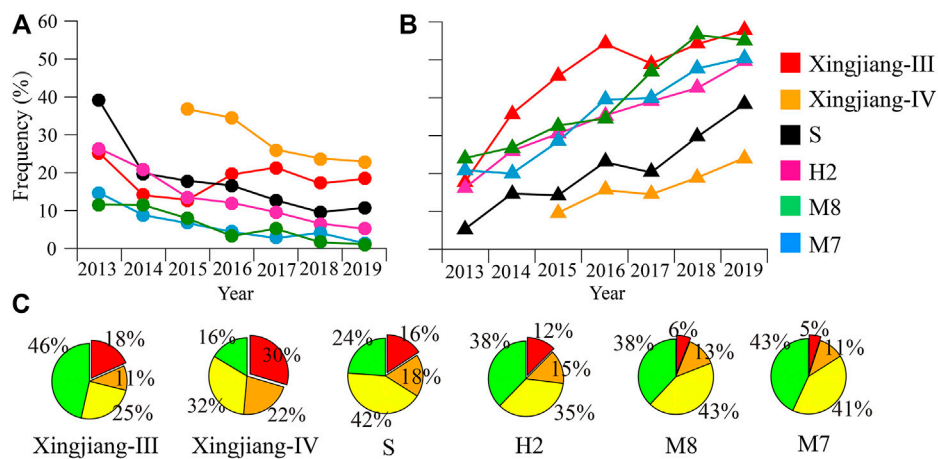 A
B
Frequency (%)
60
50
40
30
20
10
0
2013 2014 2015 2016 2017 2018 2019
Year
2013 2014 2015 2016 2017 2018 2019
Year
Xingjiang-III
Xingjiang-IV
S
H2
M8
M7
C
46% 18% 11% 25%
Xingjiang-III
16% 30% 22% 32%
Xingjiang-IV
24% 16% 18% 42%
S
38% 12% 15% 35%
H2
38% 6% 13% 43%
M8
43% 5% 11% 41%
M7